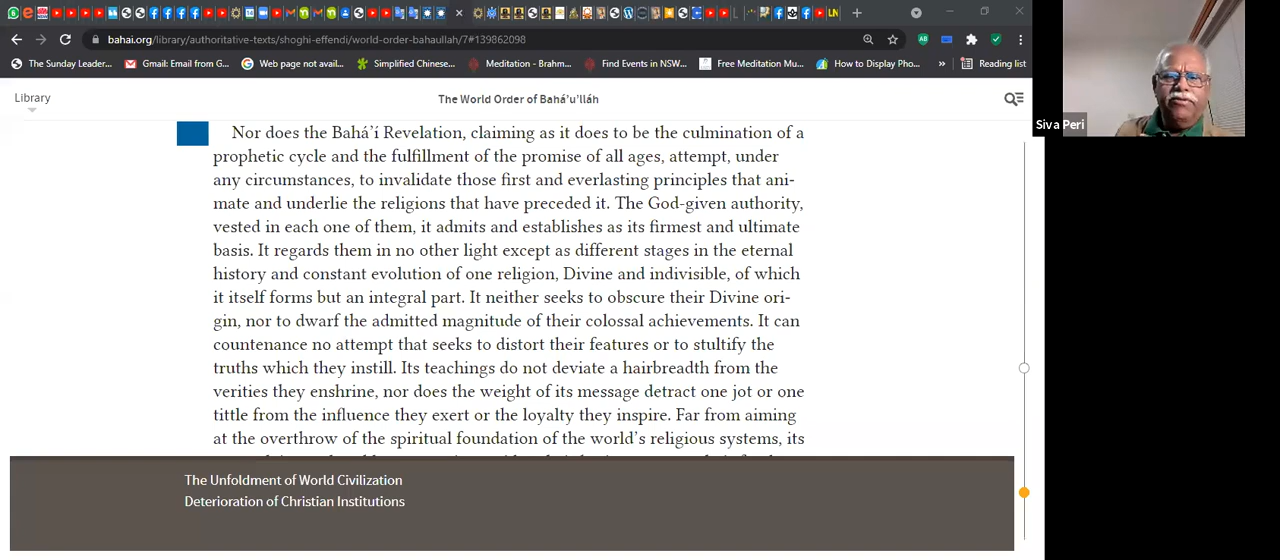 bahai.org/library/authoritative-texts/shoghi-effendi/world-order-bahaullah/7#139862098
The Sunday Leader...
Gmail: Email from G...
Web page not avail...
Simplified Chinese...
Meditation - Brahm...
Find Events in NSW...
Free Meditation Mu...
How to Display Pho...
»
Reading list
Library
The World Order of Bahá’u’lláh
Siva Peri
Nor does the Bahá’í Revelation, claiming as it does to be the culmination of a
prophetic cycle and the fulfillment of the promise of all ages, attempt, under
any circumstances, to invalidate those first and everlasting principles that ani-
mate and underlie the religions that have preceded it. The God-given authority,
vested in each one of them, it admits and establishes as its firmest and ultimate
basis. It regards them in no other light except as different stages in the eternal
history and constant evolution of one religion, Divine and indivisible, of which
it itself forms but an integral part. It neither seeks to obscure their Divine ori-
gin, nor to dwarf the admitted magnitude of their colossal achievements. It can
countenance no attempt that seeks to distort their features or to stultify the
truths which they instill. Its teachings do not deviate a hairbreadth from the
verities they enshrine, nor does the weight of its message detract one jot or one
tittle from the influence they exert or the loyalty they inspire. Far from aiming
at the overthrow of the spiritual foundation of the world’s religious systems, its
The Unfoldment of World Civilization
Deterioration of Christian Institutions